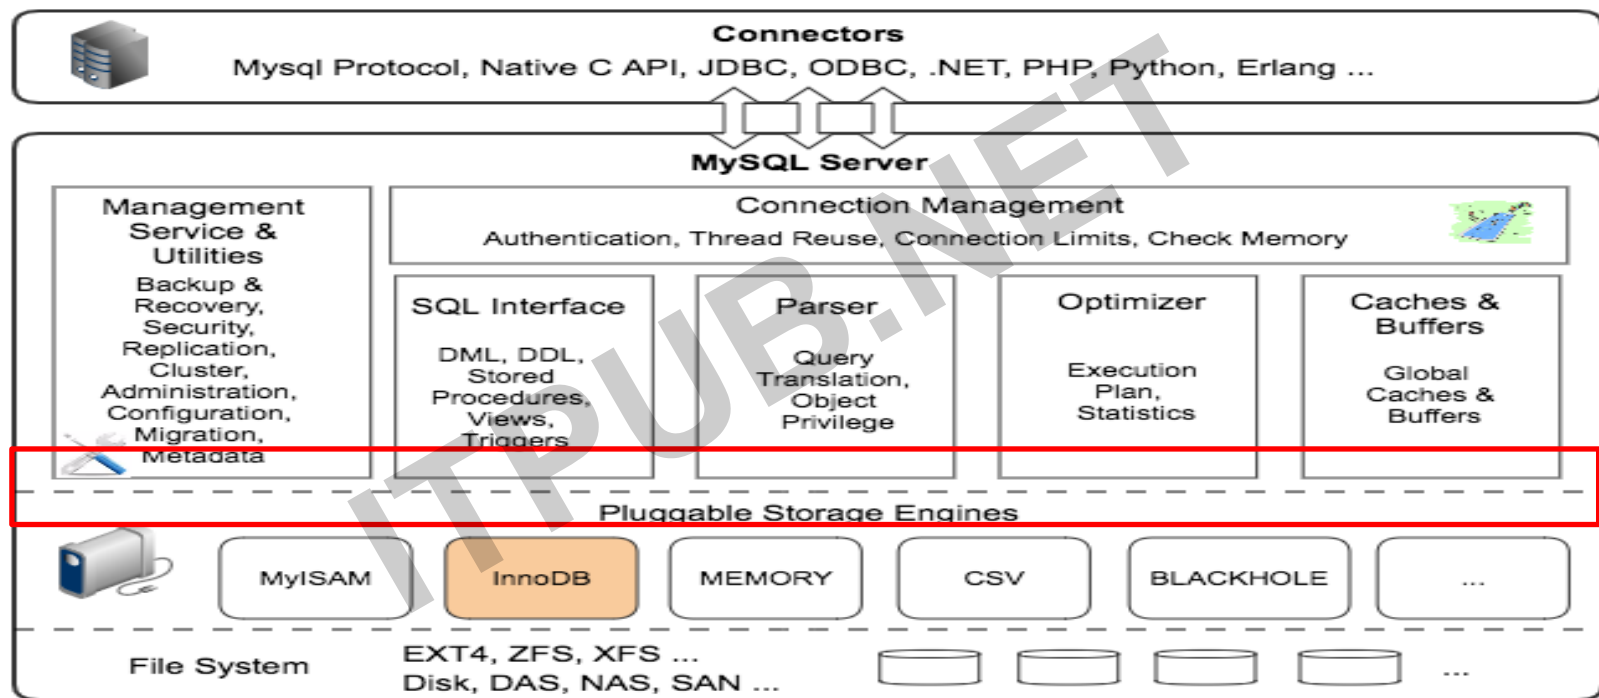 Connectors
Mysql Protocol, Native C API, JDBC, ODBC, .NET, PHP, Python, Erlang ...
MySQL Server
Management
Service &
Utilities
Backup &
Recovery,
Security,
Replication,
Cluster,
Administration,
Configuration,
Migration,
Metadata
Connection Management
Authentication, Thread Reuse, Connection Limits, Check Memory
SQL Interface
DML, DDL,
Stored
Procedures,
Views,
Triggers
Parser
Query
Translation,
Object
Privilege
Optimizer
Execution
Plan,
Statistics
Caches &
Buffers
Global
Caches &
Buffers
Pluggable Storage Engines
MyISAM
InnoDB
MEMORY
CSV
BLACKHOLE
...
File System
EXT4, ZFS, XFS ...
Disk, DAS, NAS, SAN ...
...
ITPUB.NET